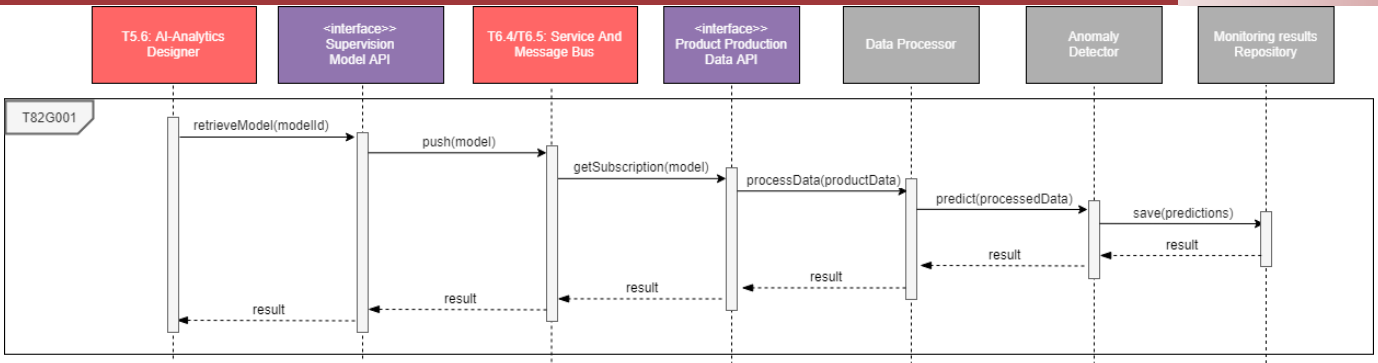 T5.6: AI-Analytics
Designer
<interface>>
Supervision
Model API
T6.4/T6.5: Service And
Message Bus
<interface>>
Product Production
Data API
Data Processor
Anomaly
Detector
Monitoring results
Repository
T82G001
retrieveModel(modelId)
push(model)
getSubscription(model)
processData(productData)
predict(processedData)
save(predictions)
result
result
result
result
result
result